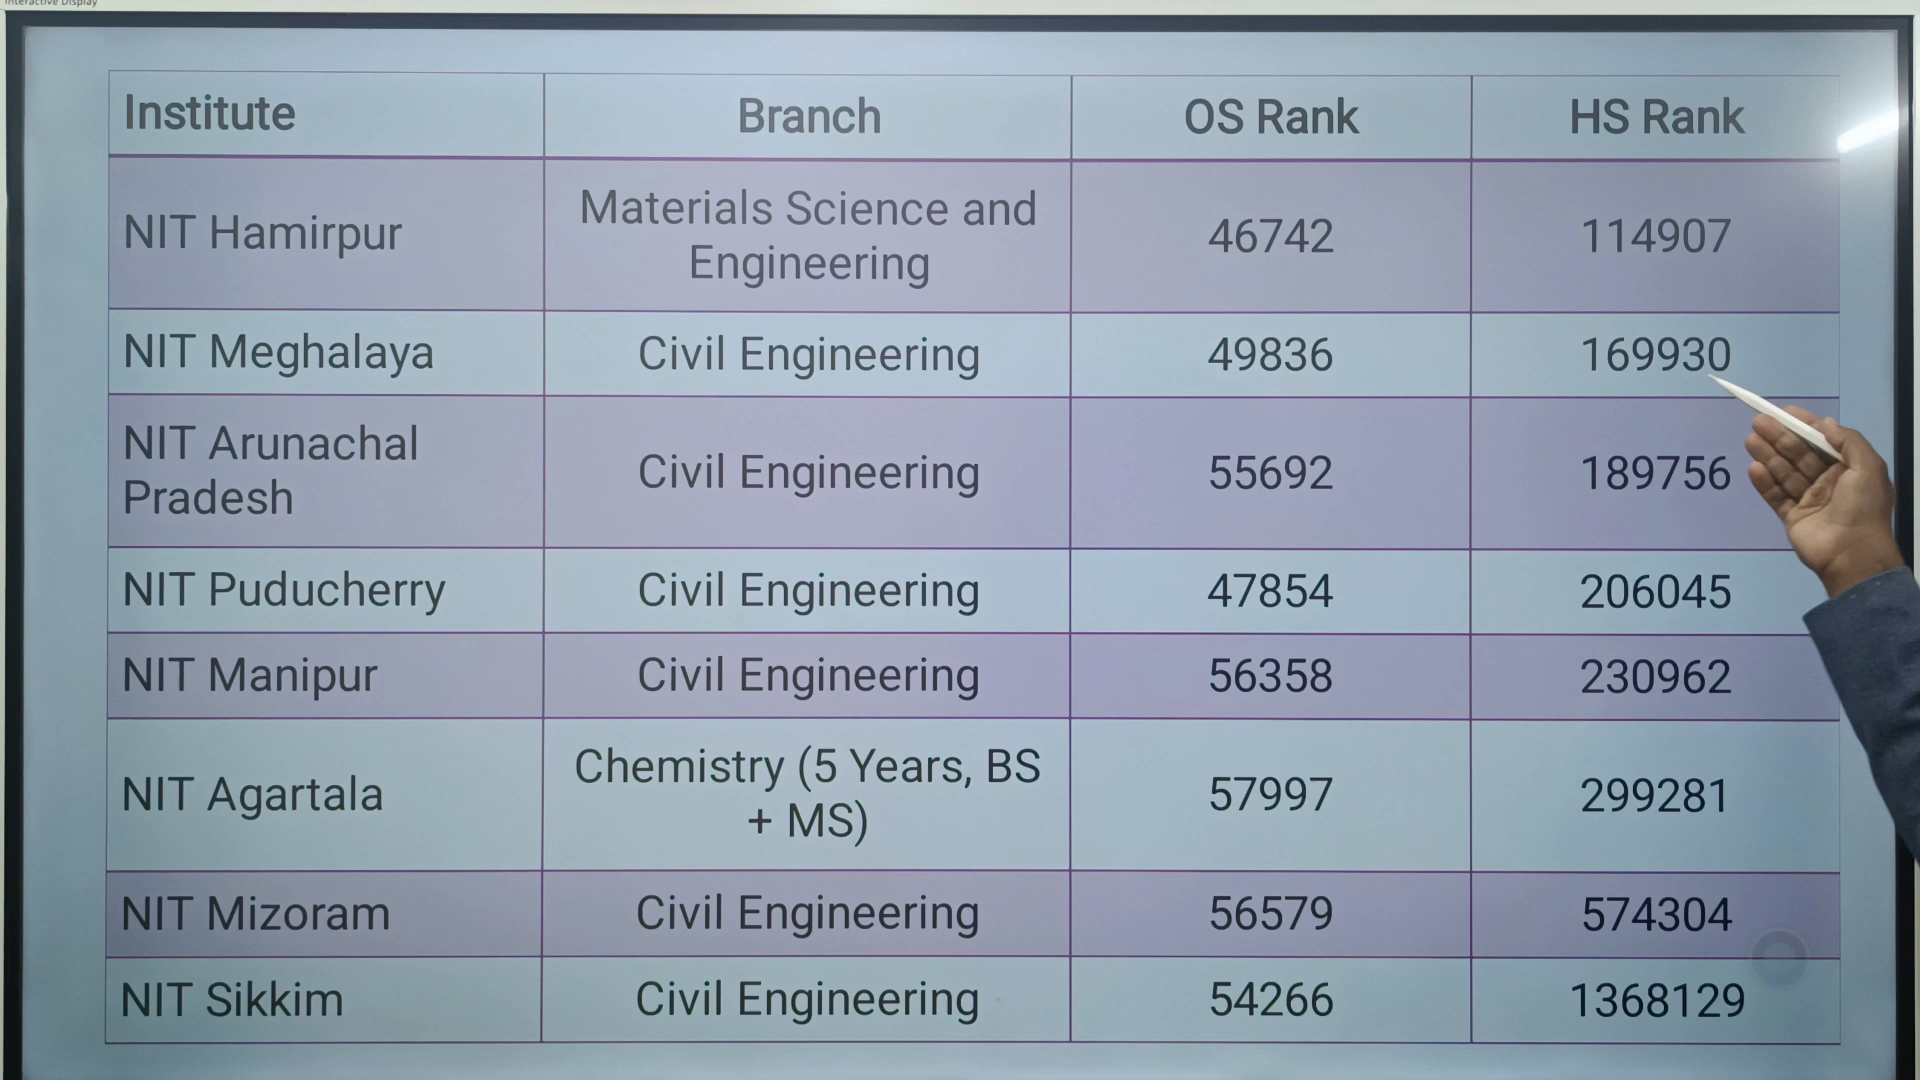 Interactive Display
Institute Branch OS Rank HS Rank
NIT Hamirpur Materials Science and Engineering 46742 114907
NIT Meghalaya Civil Engineering 49836 169930
NIT Arunachal Pradesh Civil Engineering 55692 189756
NIT Puducherry Civil Engineering 47854 206045
NIT Manipur Civil Engineering 56358 230962
NIT Agartala Chemistry (5 Years, BS + MS) 57997 299281
NIT Mizoram Civil Engineering 56579 574304
NIT Sikkim Civil Engineering 54266 1368129